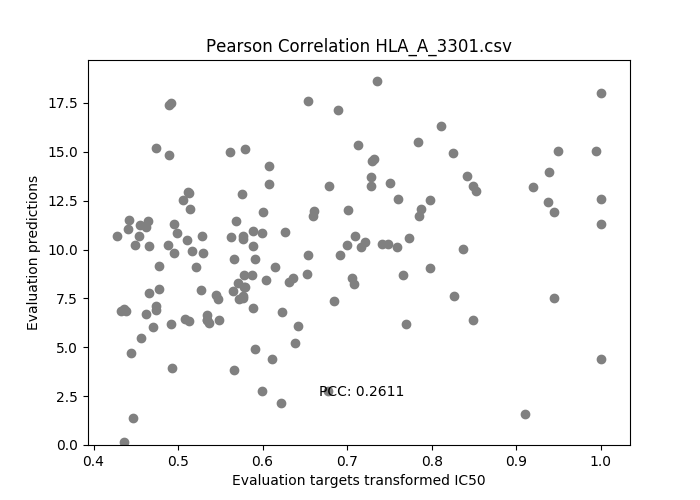 Pearson Correlation HLA_A_3301.csv
17.5
15.0
12.5
10.0
7.5
5.0
2.5
0.0
Evaluation predictions
PCC: 0.2611
0.4 0.5 0.6 0.7 0.8 0.9 1.0
Evaluation targets transformed IC50